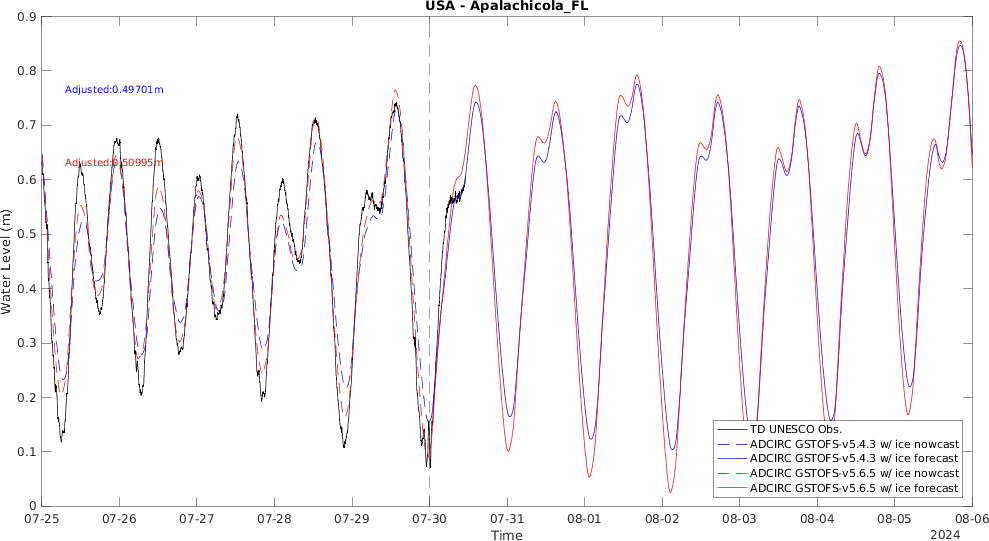 USA - Apalachicola_FL
0.9
0.8
0.7
0.6
0.5
0.4
0.3
0.2
0.1
0
Water Level (m)
Adjusted:0.49701m
Adjusted:0.50995m
TD UNESCO Obs.
ADCIRC GSTOFS-v5.4.3 w/ ice nowcast
ADCIRC GSTOFS-v5.4.3 w/ ice forecast
ADCIRC GSTOFS-v5.6.5 w/ ice nowcast
ADCIRC GSTOFS-v5.6.5 w/ ice forecast
07-25 07-26 07-27 07-28 07-29 07-30 07-31 08-01 08-02 08-03 08-04 08-05 08-06
Time
2024